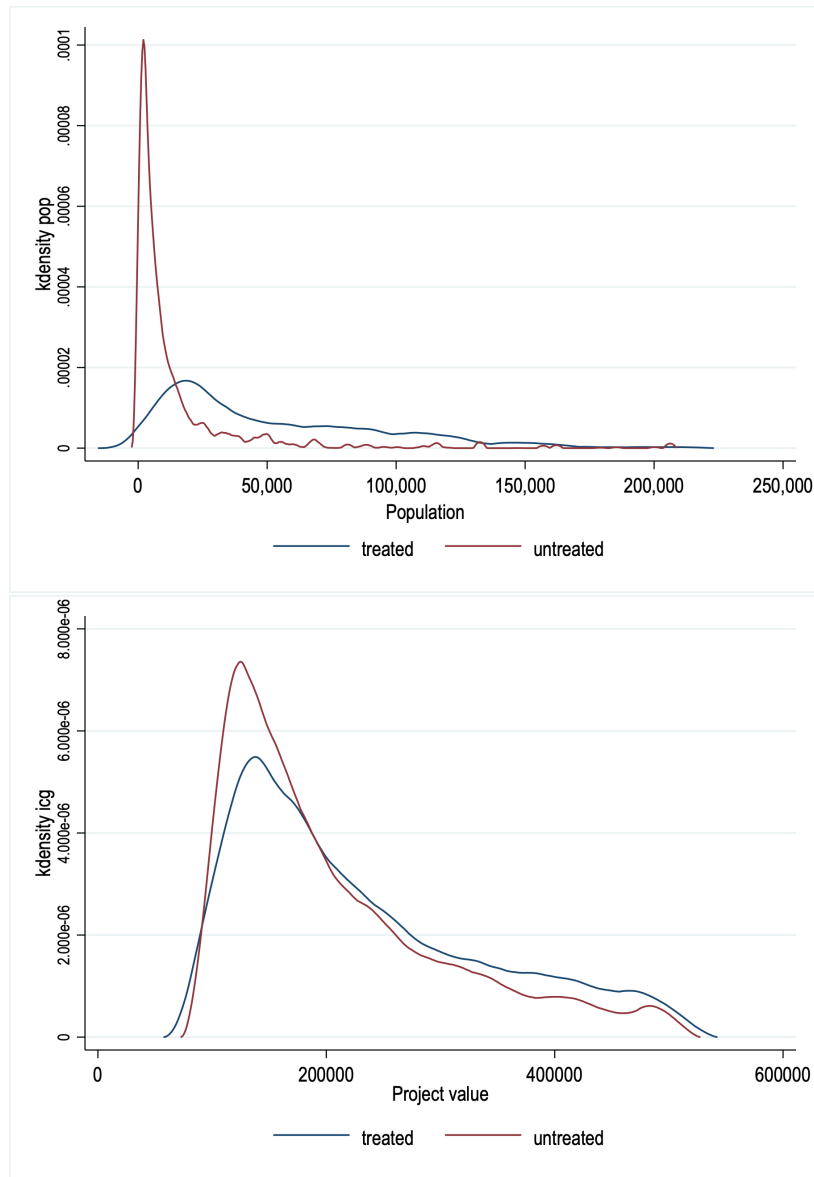 kdensity pop
.0001
.00008
.00006
.00004
.00002
0
0 50,000 100,000 150,000 200,000 250,000
Population
treated untreated
kdensity icg
8.000e-06
6.000e-06
4.000e-06
2.000e-06
0
0 200000 400000 600000
Project value
treated untreated